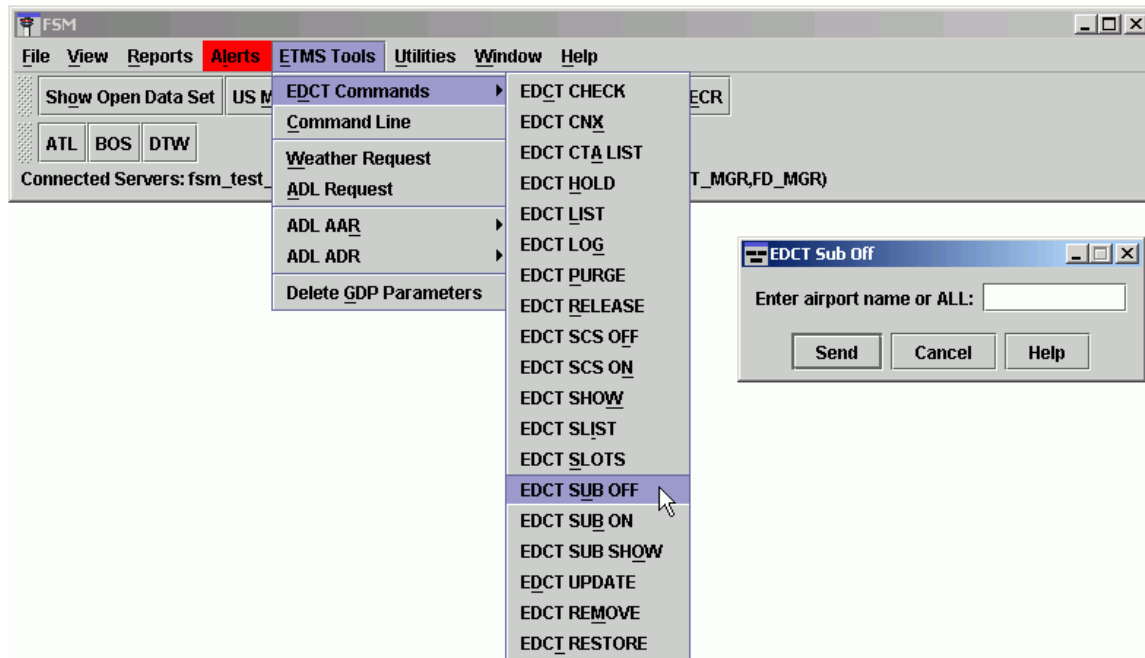 FSM
File View Reports Alerts ETMS Tools Utilities Window Help
Show Open Data Set US M ECR
ATL BOS DTW
Connected Servers: fsm_test_ T_MGR,FD_MGR)
EDCT Commands
Command Line
Weather Request
ADL Request
ADL AAR
ADL ADR
Delete GDP Parameters
EDCT CHECK
EDCT CNX
EDCT CTA LIST
EDCT HOLD
EDCT LIST
EDCT LOG
EDCT PURGE
EDCT RELEASE
EDCT SCS OFF
EDCT SCS ON
EDCT SHOW
EDCT SLIST
EDCT SLOTS
EDCT SUB OFF
EDCT SUB ON
EDCT SUB SHOW
EDCT UPDATE
EDCT REMOVE
EDCT RESTORE
EDCT Sub Off
Enter airport name or ALL:
Send Cancel Help